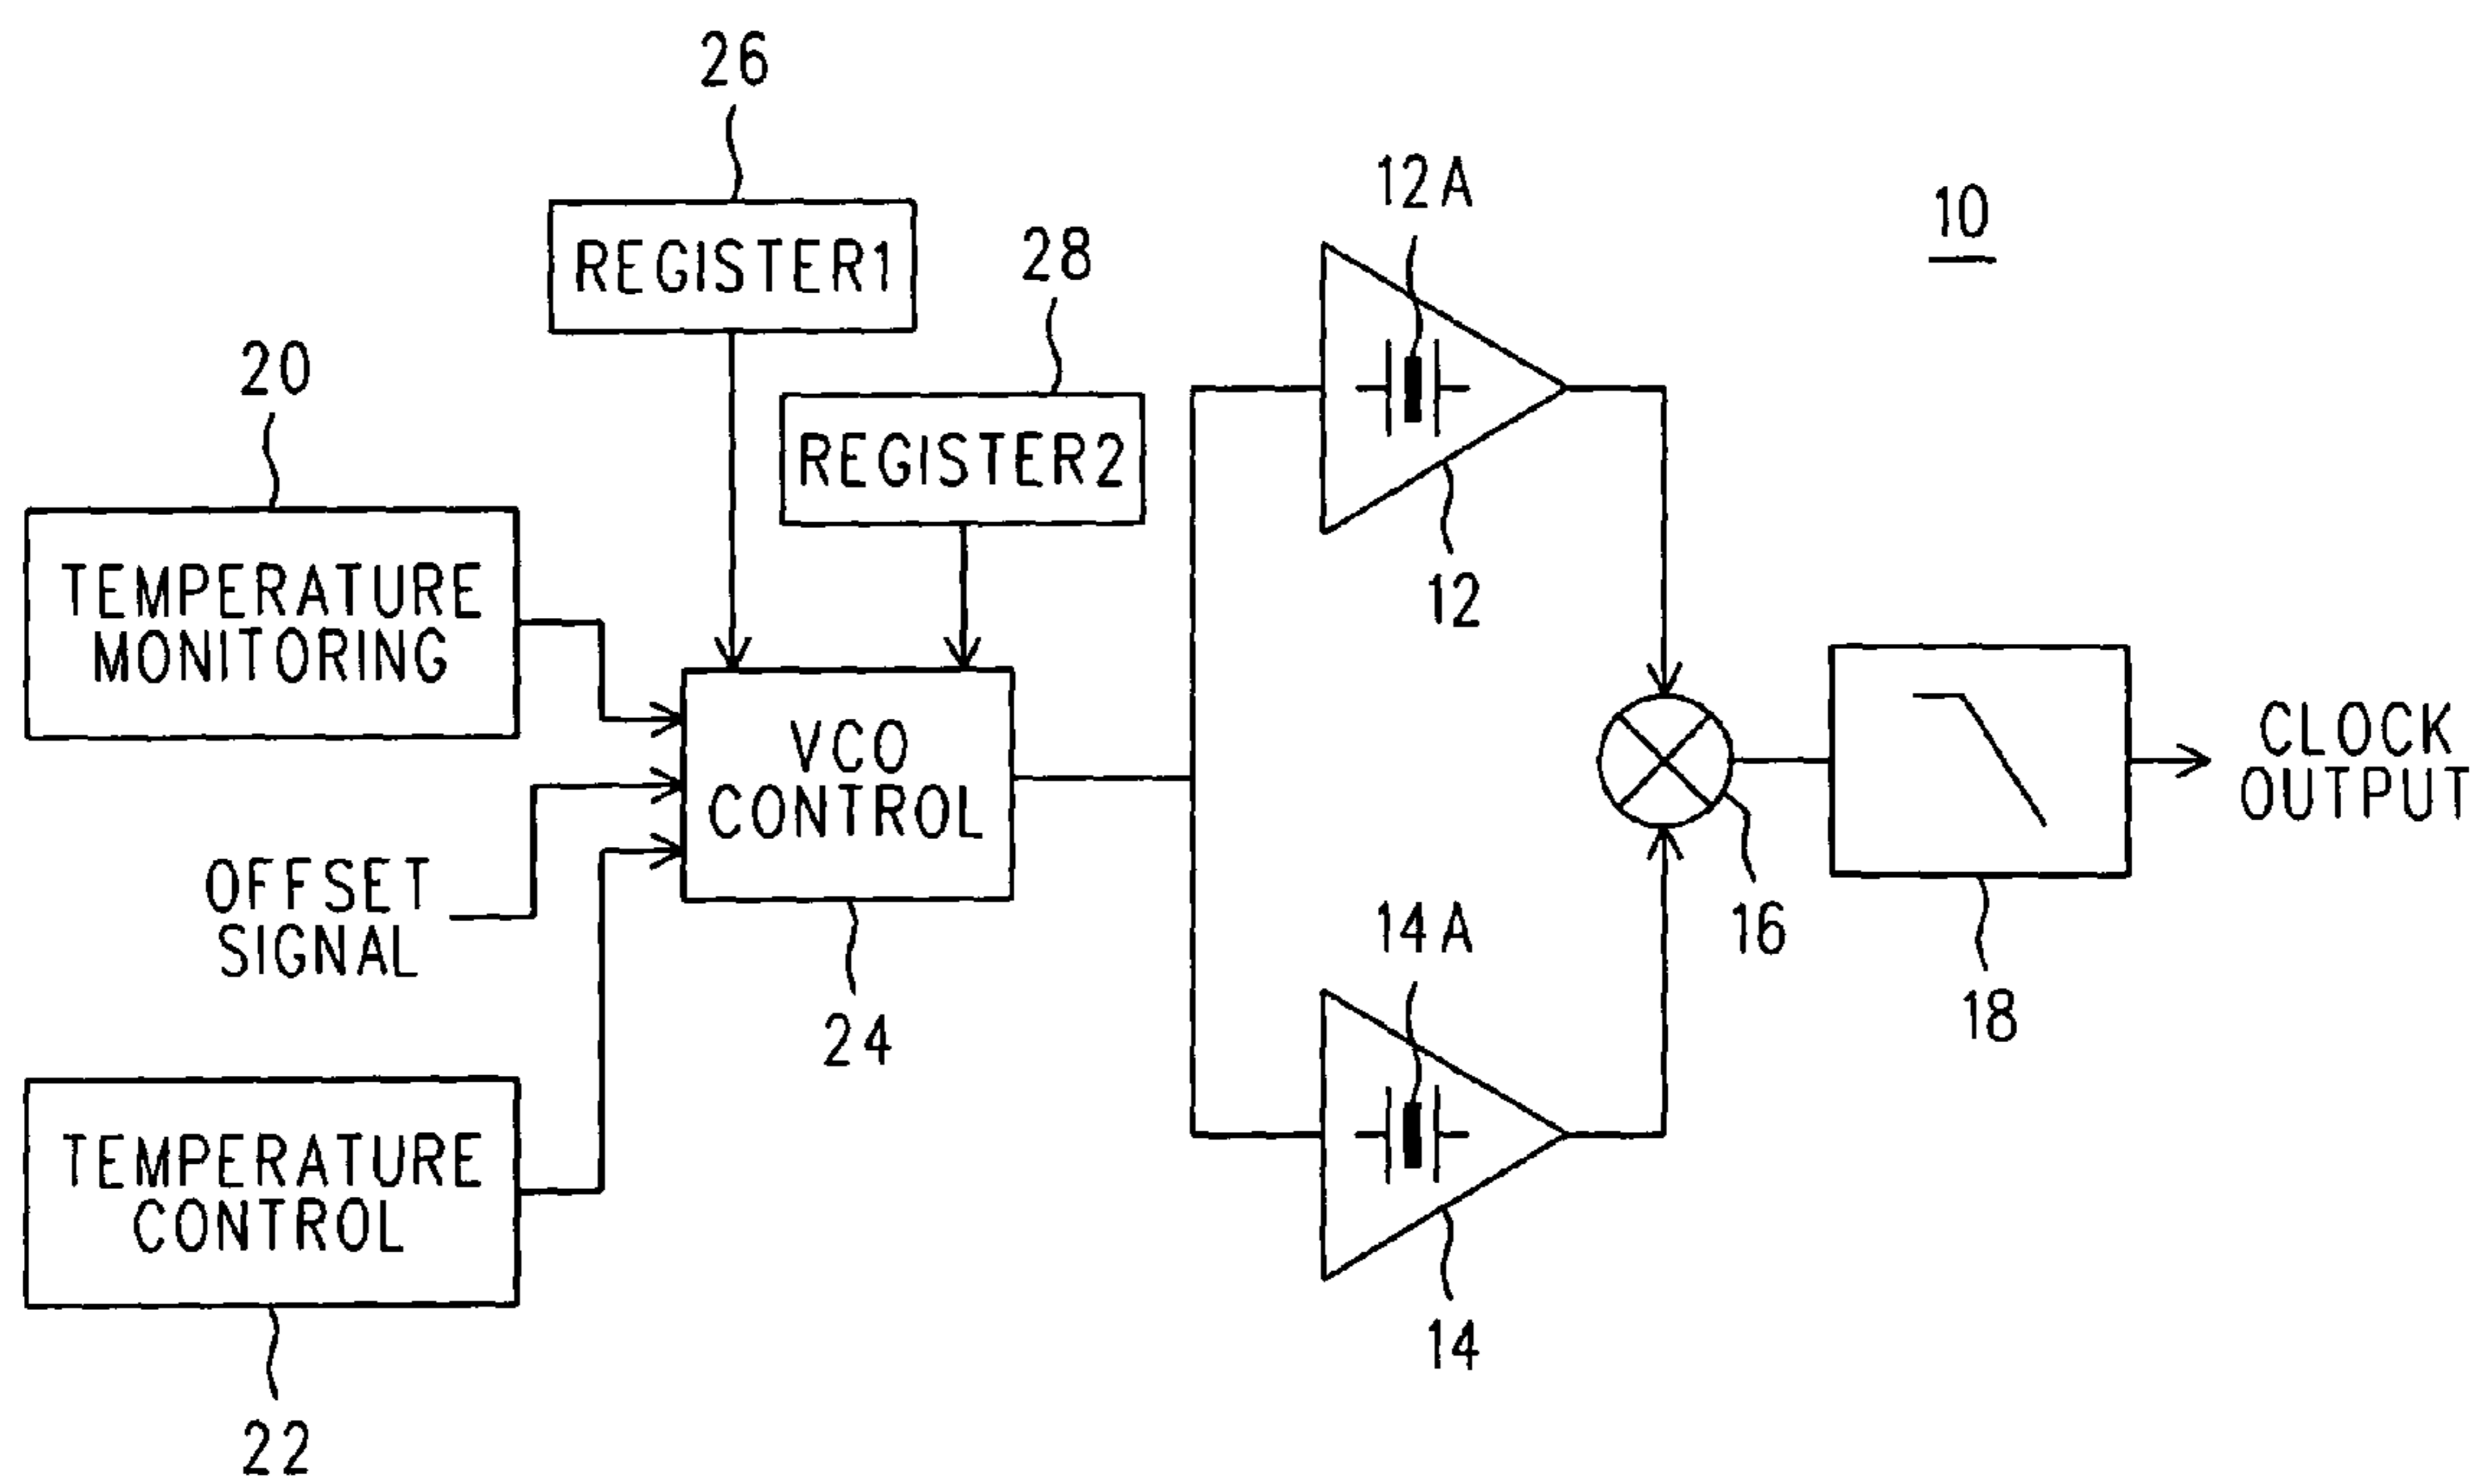 26
12A
10
REGISTER1
28
20
REGISTER2
TEMPERATURE
MONITORING
12
VCO
CONTROL
CLOCK
OUTPUT
OFFSET
SIGNAL
14A
16
18
24
TEMPERATURE
CONTROL
14
22